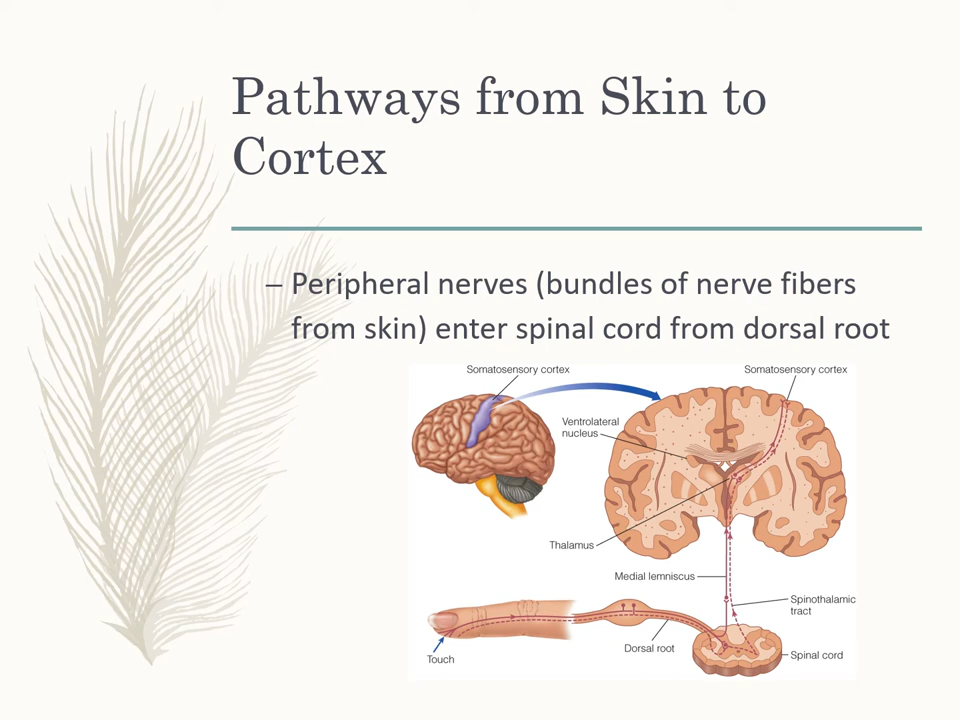 Pathways from Skin to
Cortex
– Peripheral nerves (bundles of nerve fibers
from skin) enter spinal cord from dorsal root
Somatosensory cortex
Somatosensory cortex
Ventrolateral
nucleus
Thalamus
Medial lemniscus
Spinothalamic
tract
Touch
Dorsal root
Spinal cord